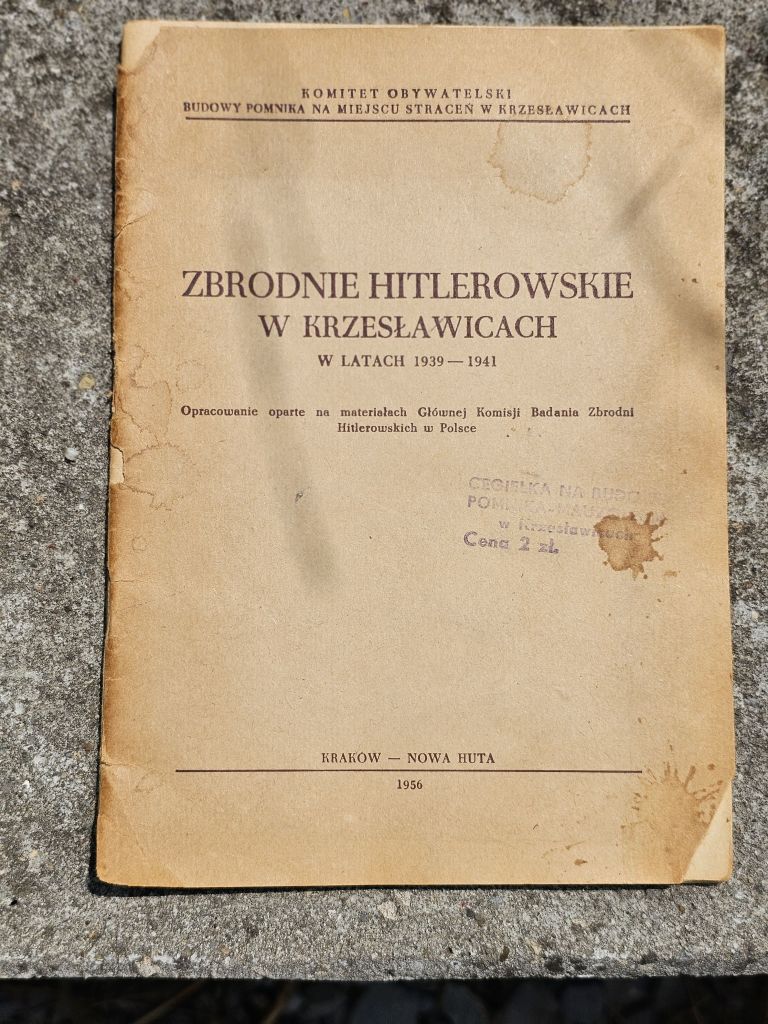 KOMITET OBYWATELSKI
BUDOWY POMNIKA NA MIEJSCU STRACEŃ W KRZESŁAWICACH
ZBRODNIE HITLEROWSKIE
W KRZESŁAWICACH
W LATACH 1939 — 1941
Opracowanie oparte na materiałach Głównej Komisji Badania Zbrodni
Hitlerowskich w Polsce
CEGIEŁKA NA
w Krzesławicach
Cena 2 zł.
KRAKÓW — NOWA HUTA
1956